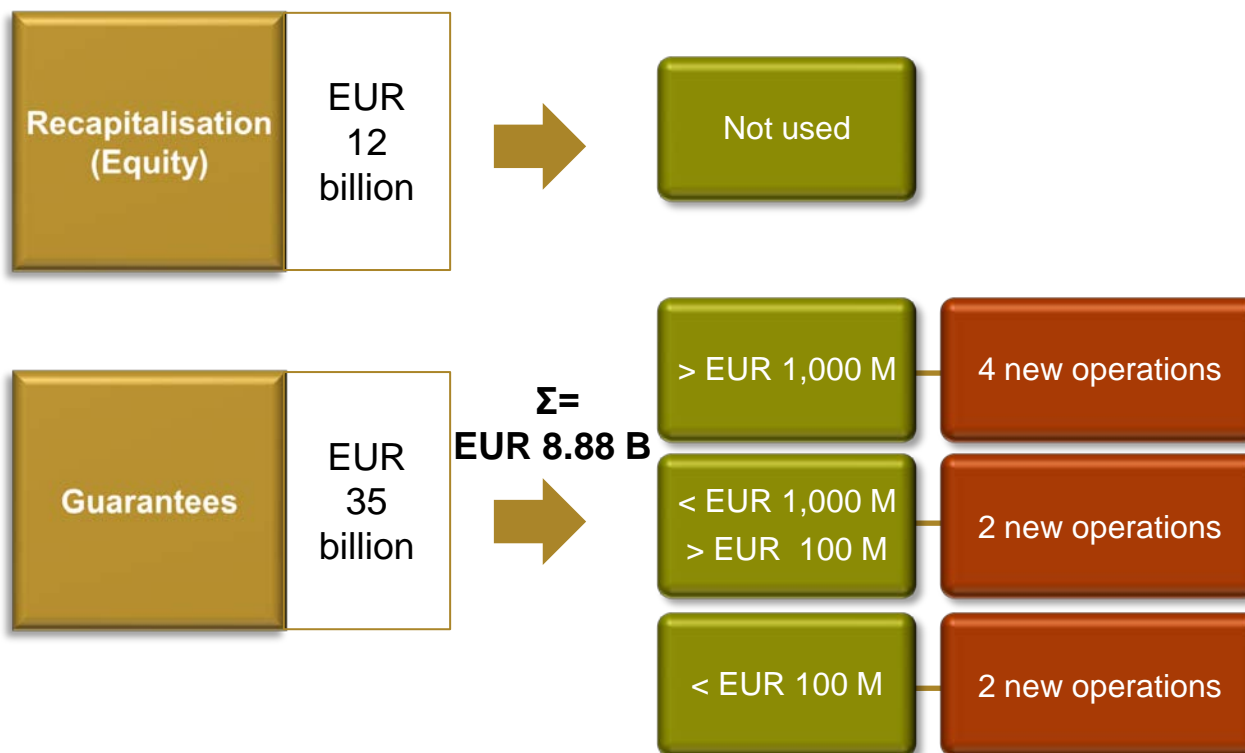 Recapitalisation
(Equity)
EUR
12
billion
Not used
Guarantees
EUR
35
billion
Σ=
EUR 8.88 B
> EUR 1,000 M
4 new operations
< EUR 1,000 M
> EUR 100 M
2 new operations
< EUR 100 M
2 new operations